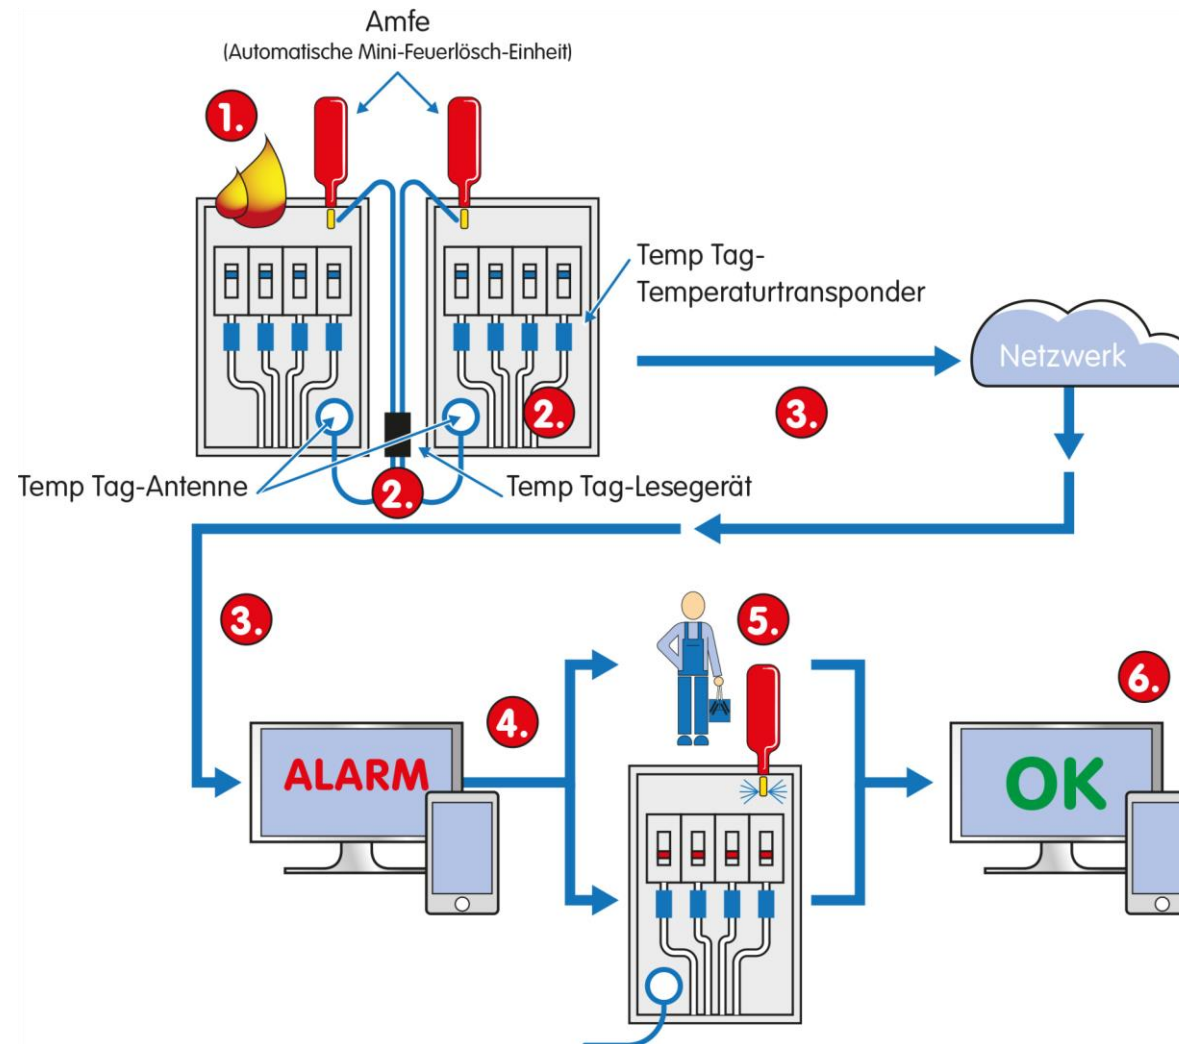 Amfe
(Automatische Mini-Feuerlösch-Einheit)
1.
Temp Tag-
Temperaturtransponder
Netzwerk
2.
3.
Temp Tag-Antenne
2.
Temp Tag-Lesegerät
3.
5.
6.
4.
ALARM
OK